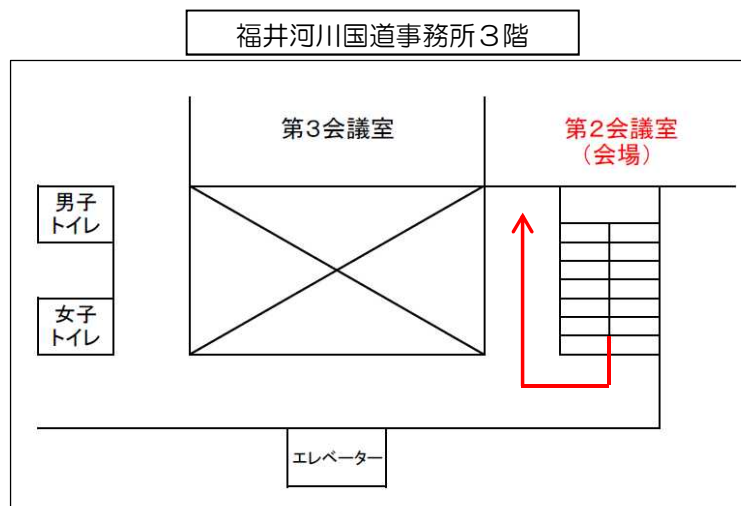 福井河川国道事務所３階
第３会議室
第２会議室
（会場）
男子
トイレ
女子
トイレ
エレベーター